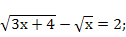 √(3x + 4) − √x = 2;